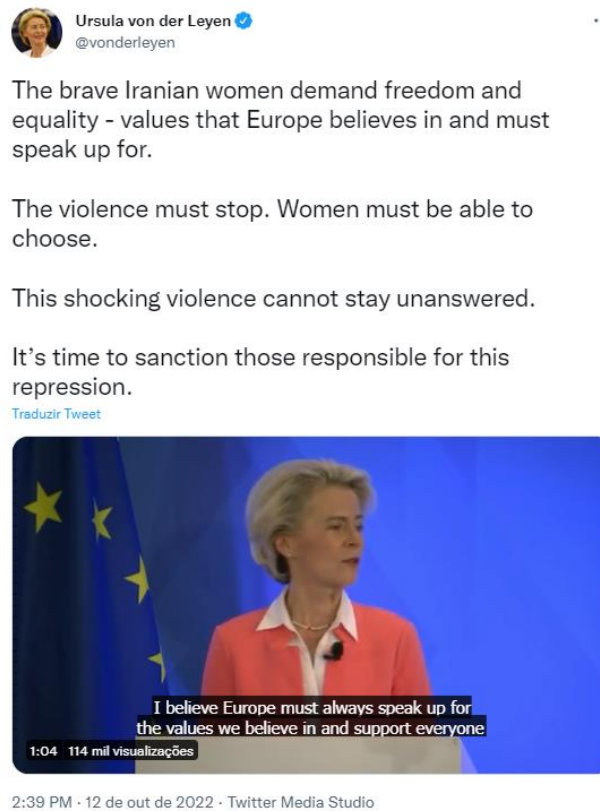 Ursula von der Leyen
@vonderleyen
The brave Iranian women demand freedom and
equality - values that Europe believes in and must
speak up for.
The violence must stop. Women must be able to
choose.
This shocking violence cannot stay unanswered.
It’s time to sanction those responsible for this
repression.
Traduzir Tweet
I believe Europe must always speak up for
the values we believe in and support everyone
1:04 114 mil visualizações
2:39 PM · 12 de out de 2022 · Twitter Media Studio